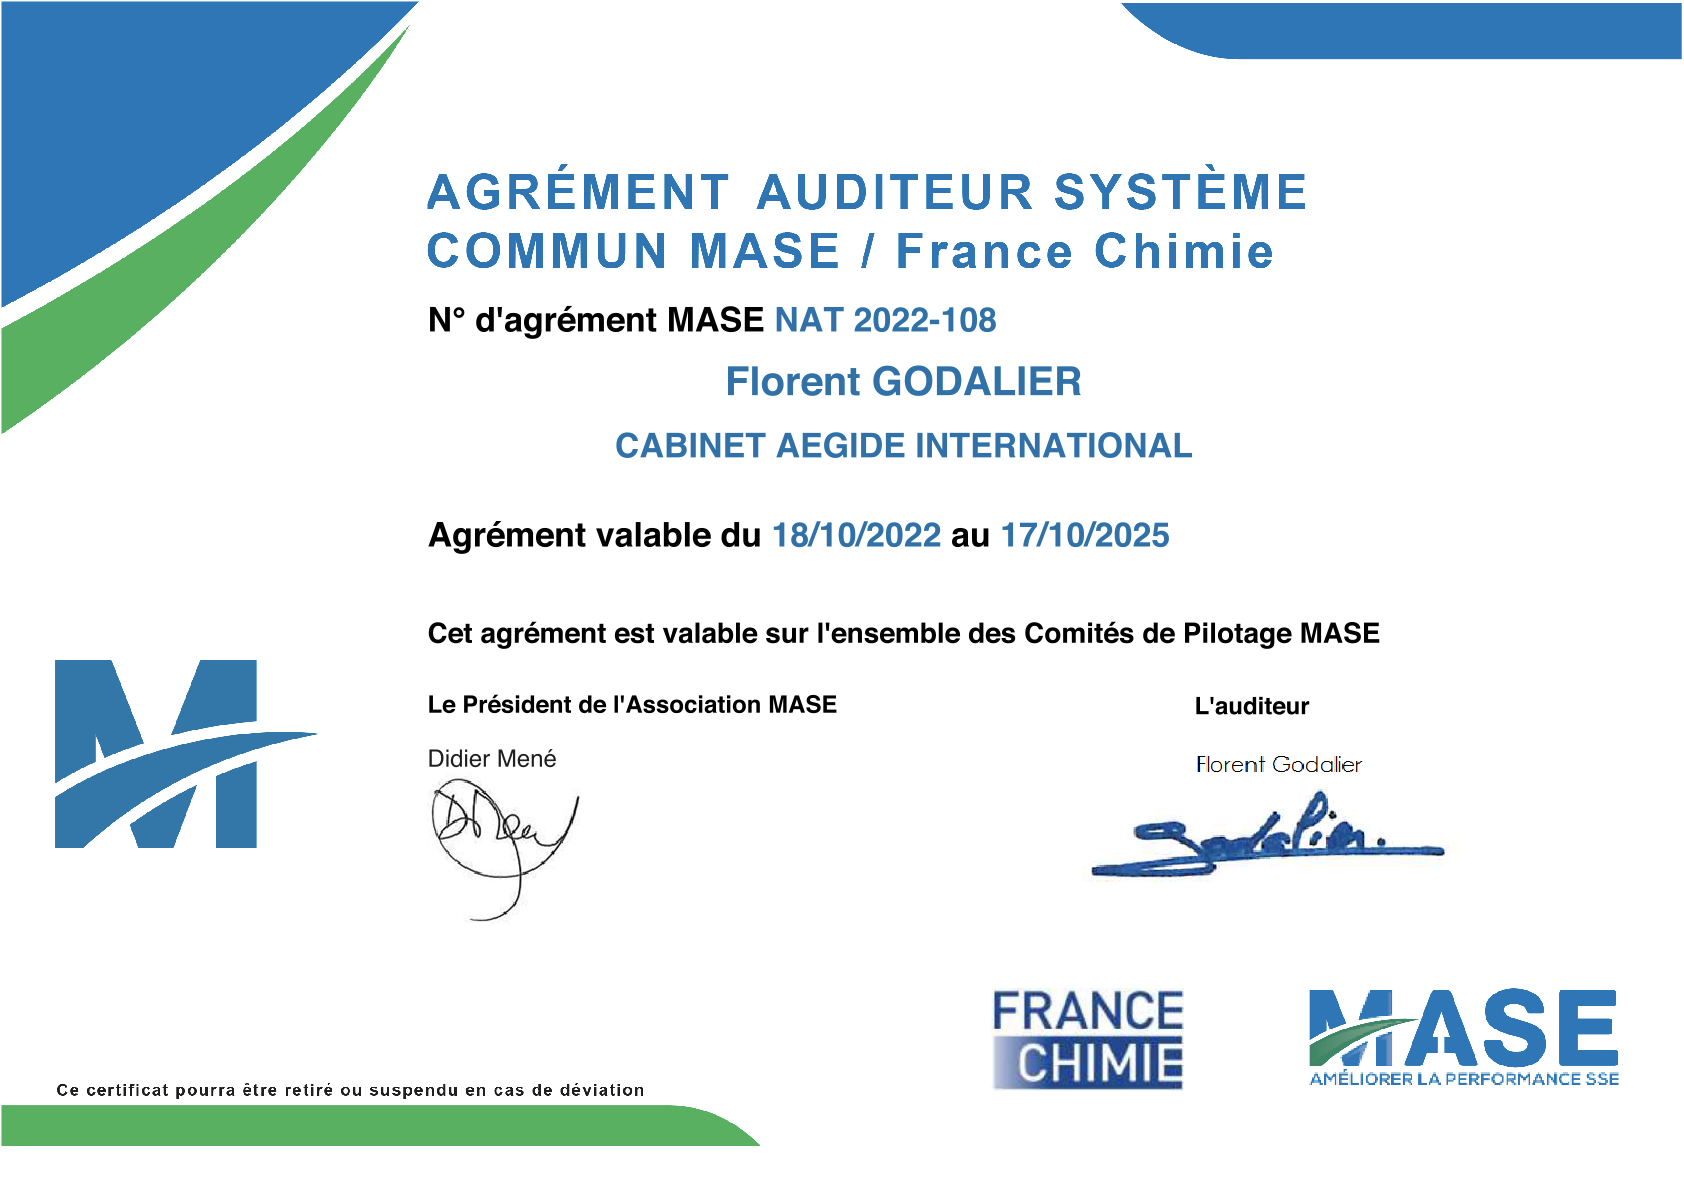 AGRÉMENT AUDITEUR SYSTÈME
COMMUN MASE / France Chimie
N° d'agrément MASE NAT 2022-108
Florent GODALIER
CABINET AEGIDE INTERNATIONAL
Agrément valable du 18/10/2022 au 17/10/2025
Cet agrément est valable sur l'ensemble des Comités de Pilotage MASE
Le Président de l'Association MASE
L'auditeur
Didier Mené
Florent Godalier
Godalier.
FRANCE
CHIMIE
MASE
AMÉLIORER LA PERFORMANCE SSE
Ce certificat pourra être retiré ou suspendu en cas de déviation